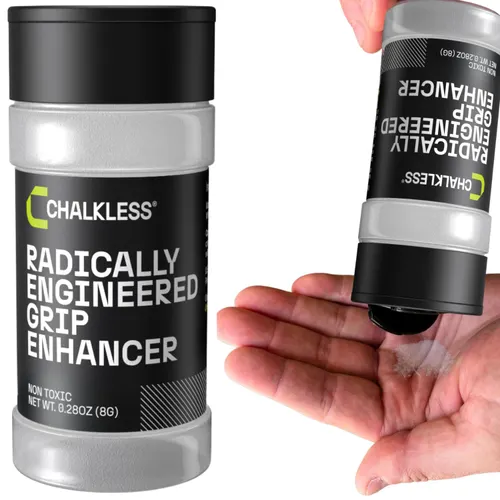 CHALKLESS®
RADICALLY
ENGINEERED
GRIP
ENHANCER
NON TOXIC
NET WT. 0.28OZ (8G)
CHALKLESS®
RADICALLY
ENGINEERED
GRIP
ENHANCER
NON TOXIC
NET WT. 0.28OZ (8G)